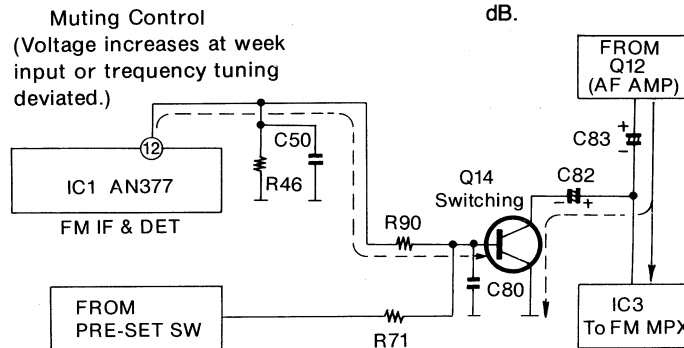 dB.
Muting Control
(Voltage increases at week
input or trequency tuning
deviated.)
FROM
Q12
(AF AMP)
12
C50
R46
IC1 AN377
FM IF & DET
+
C83
-
C82
- +
Q14
Switching
R90
C80
FROM
PRE-SET SW
R71
IC3
To FM MPX